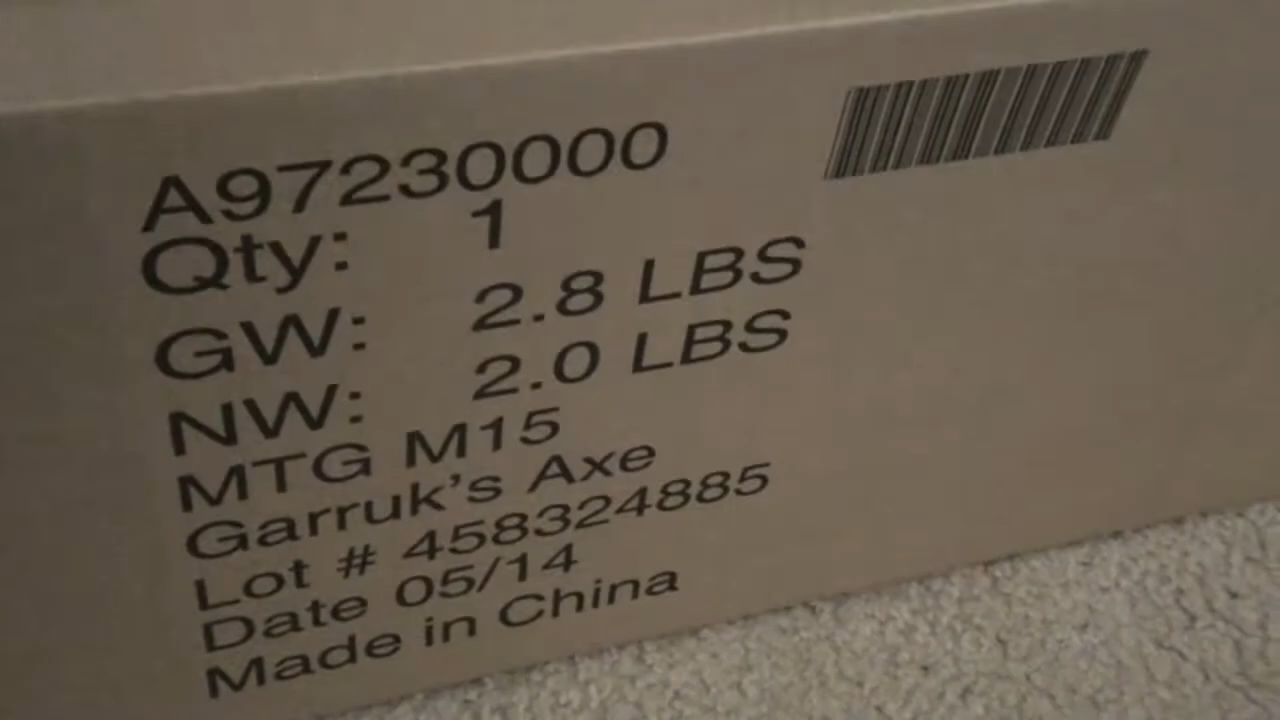 A97230000
Qty: 1
GW: 2.8 LBS
NW: 2.0 LBS
MTG M15
Garruk's Axe
Lot # 458324885
Date 05/14
Made in China